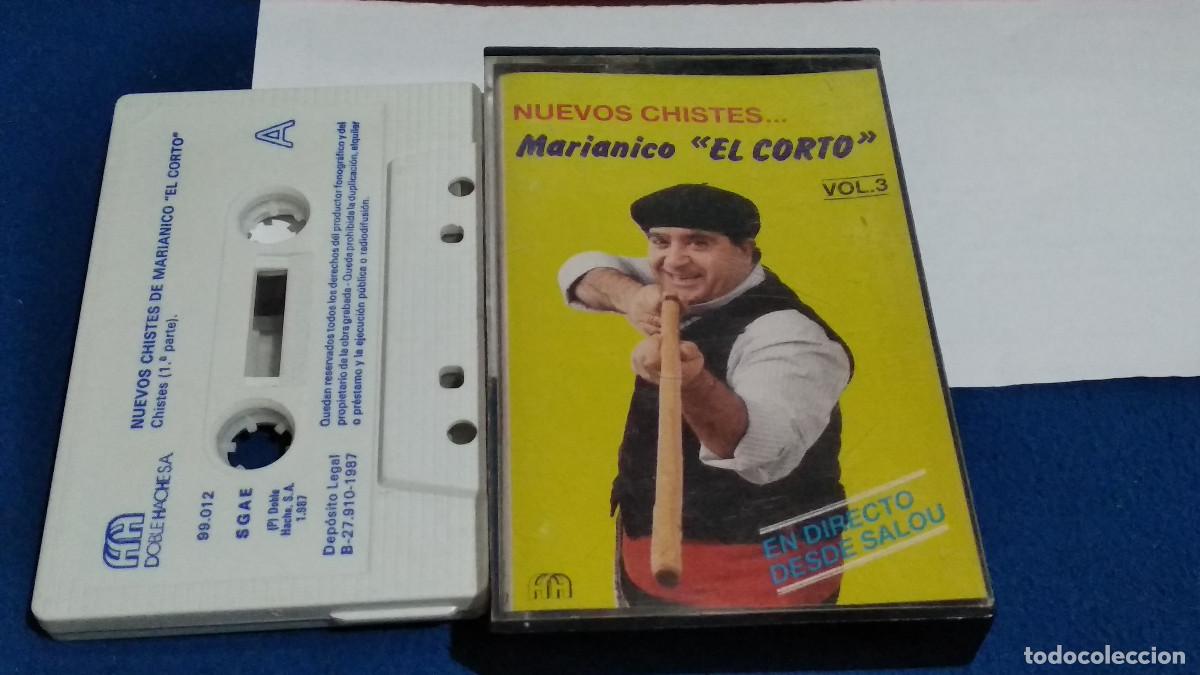 NUEVOS CHISTES DE MARIANICO "EL CORTO"
Chistes (1.ª parte).
A
DOBLE HACHE S.A.
99.012
SGAE
(P) Doble
Hache, S.A.
1.987
Depósito Legal
B-27.910-1987
Quedan reservados todos los derechos del productor fonográfico y del
propietario de la obra grabada - Queda prohibida la duplicación, alquiler
o préstamo y la ejecución pública o radiodifusión.
NUEVOS CHISTES...
Marianico "EL CORTO"
VOL.3
EN DIRECTO
DESDE SALOU
todocoleccion